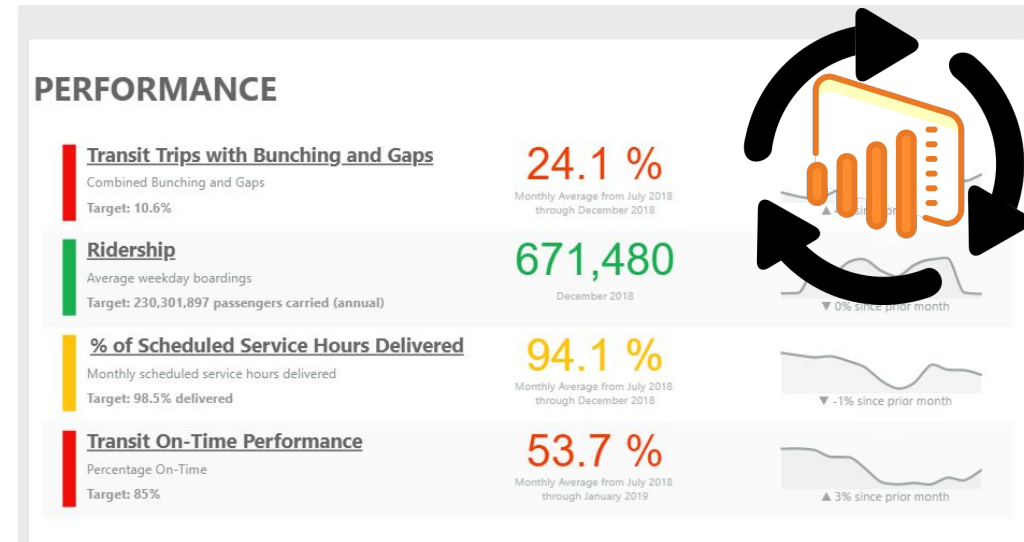 PERFORMANCE
Transit Trips with Bunching and Gaps
Combined Bunching and Gaps
Target: 10.6%
24.1 %
Monthly Average from July 2018
through December 2018
Ridership
Average weekday boardings
Target: 230,301,897 passengers carried (annual)
671,480
December 2018
▼ 0% since prior month
% of Scheduled Service Hours Delivered
Monthly scheduled service hours delivered
Target: 98.5% delivered
94.1 %
Monthly Average from July 2018
through December 2018
▼ -1% since prior month
Transit On-Time Performance
Percentage On-Time
Target: 85%
53.7 %
Monthly Average from July 2018
through January 2019
▲ 3% since prior month